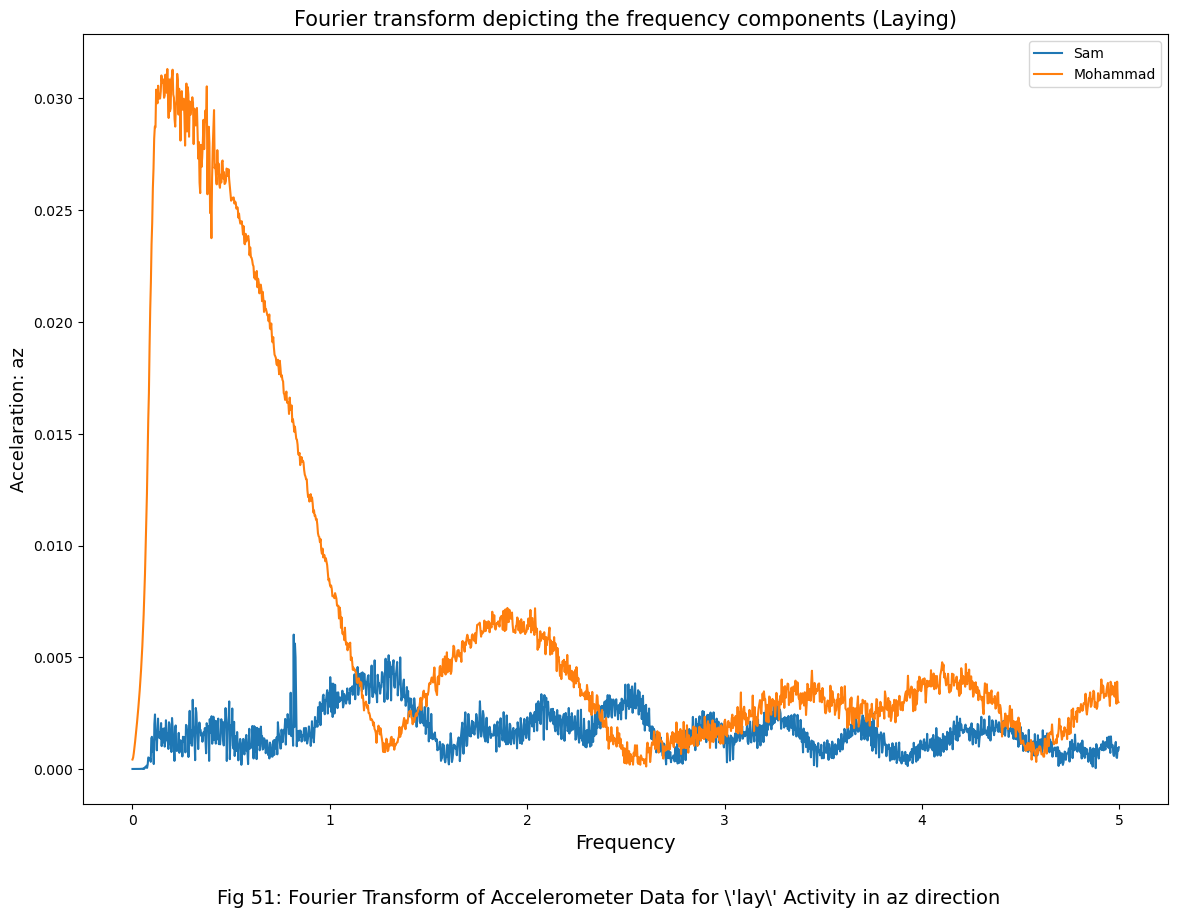 Fourier transform depicting the frequency components (Laying)
Sam
Mohammad
0.030
0.025
0.020
0.015
0.010
0.005
0.000
Accelaration: az
0 1 2 3 4 5
Frequency
Fig 51: Fourier Transform of Accelerometer Data for \'lay\' Activity in az direction